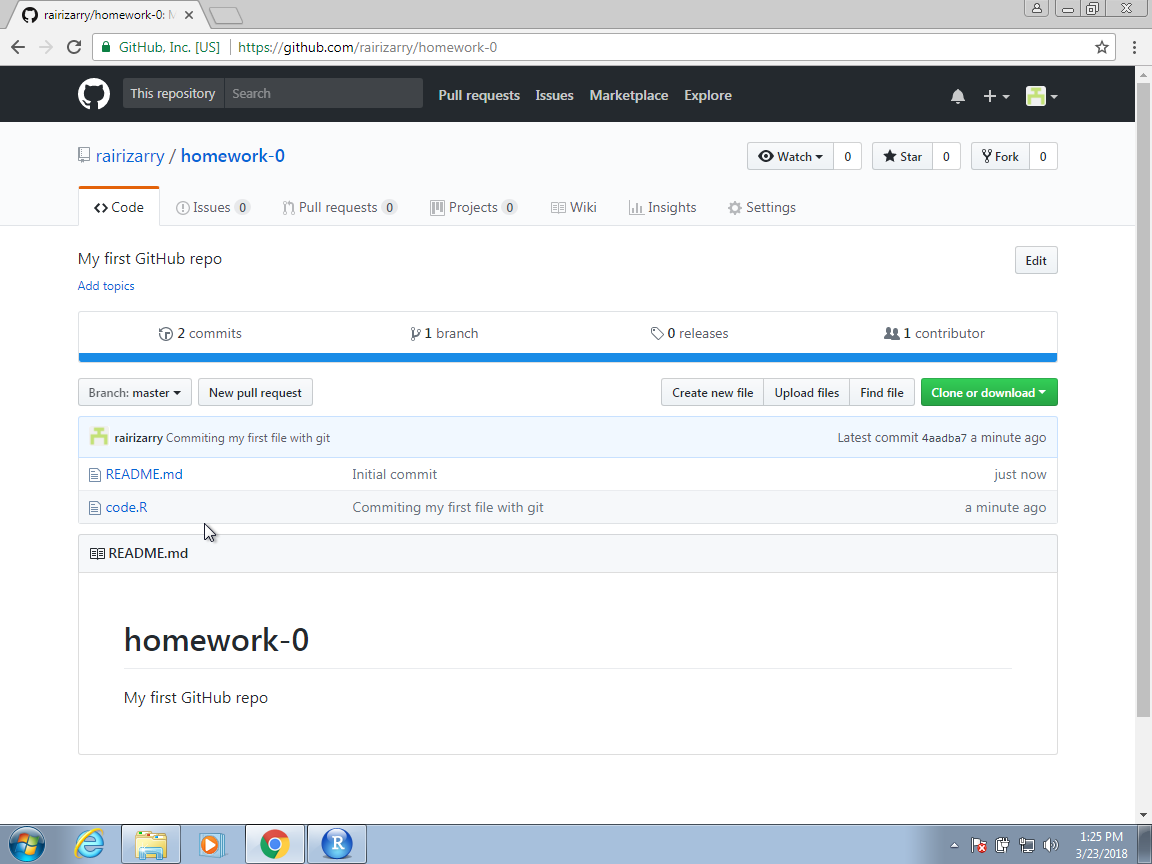 rairizarry/homework-0: M
GitHub, Inc. [US] https://github.com/rairizarry/homework-0
This repository Search Pull requests Issues Marketplace Explore
rairizarry / homework-0 Watch 0 Star 0 Fork 0
Code Issues 0 Pull requests 0 Projects 0 Wiki Insights Settings
My first GitHub repo Edit
Add topics
2 commits 1 branch 0 releases 1 contributor
Branch: master New pull request Create new file Upload files Find file Clone or download
rairizarry Commiting my first file with git Latest commit 4aadba7 a minute ago
README.md Initial commit just now
code.R Commiting my first file with git a minute ago
README.md
homework-0
My first GitHub repo
R
1:25 PM
3/23/2018